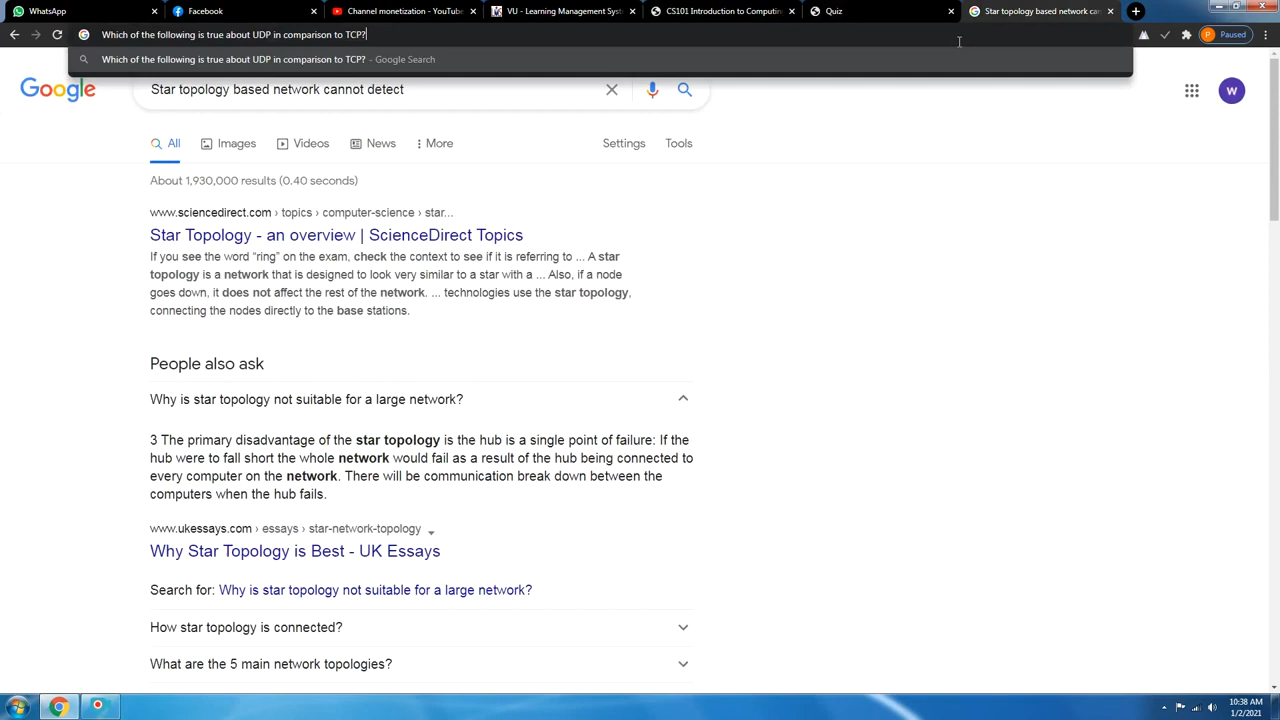 WhatsApp
Facebook
Channel monetization - YouTube
VU - Learning Management Syst
CS101 Introduction to Computing
Quiz
Star topology based network can
Which of the following is true about UDP in comparison to TCP?
Paused
Which of the following is true about UDP in comparison to TCP? - Google Search
Google
Star topology based network cannot detect
w
All
Images
Videos
News
More
Settings
Tools
About 1,930,000 results (0.40 seconds)
www.sciencedirect.com › topics › computer-science › star...
Star Topology - an overview | ScienceDirect Topics
If you see the word “ring” on the exam, check the context to see if it is referring to ... A star
topology is a network that is designed to look very similar to a star with a ... Also, if a node
goes down, it does not affect the rest of the network. ... technologies use the star topology,
connecting the nodes directly to the base stations.
People also ask
Why is star topology not suitable for a large network?
3 The primary disadvantage of the star topology is the hub is a single point of failure: If the
hub were to fall short the whole network would fail as a result of the hub being connected to
every computer on the network. There will be communication break down between the
computers when the hub fails.
www.ukessays.com › essays › star-network-topology
Why Star Topology is Best - UK Essays
Search for: Why is star topology not suitable for a large network?
How star topology is connected?
What are the 5 main network topologies?
10:38 AM
1/2/2021